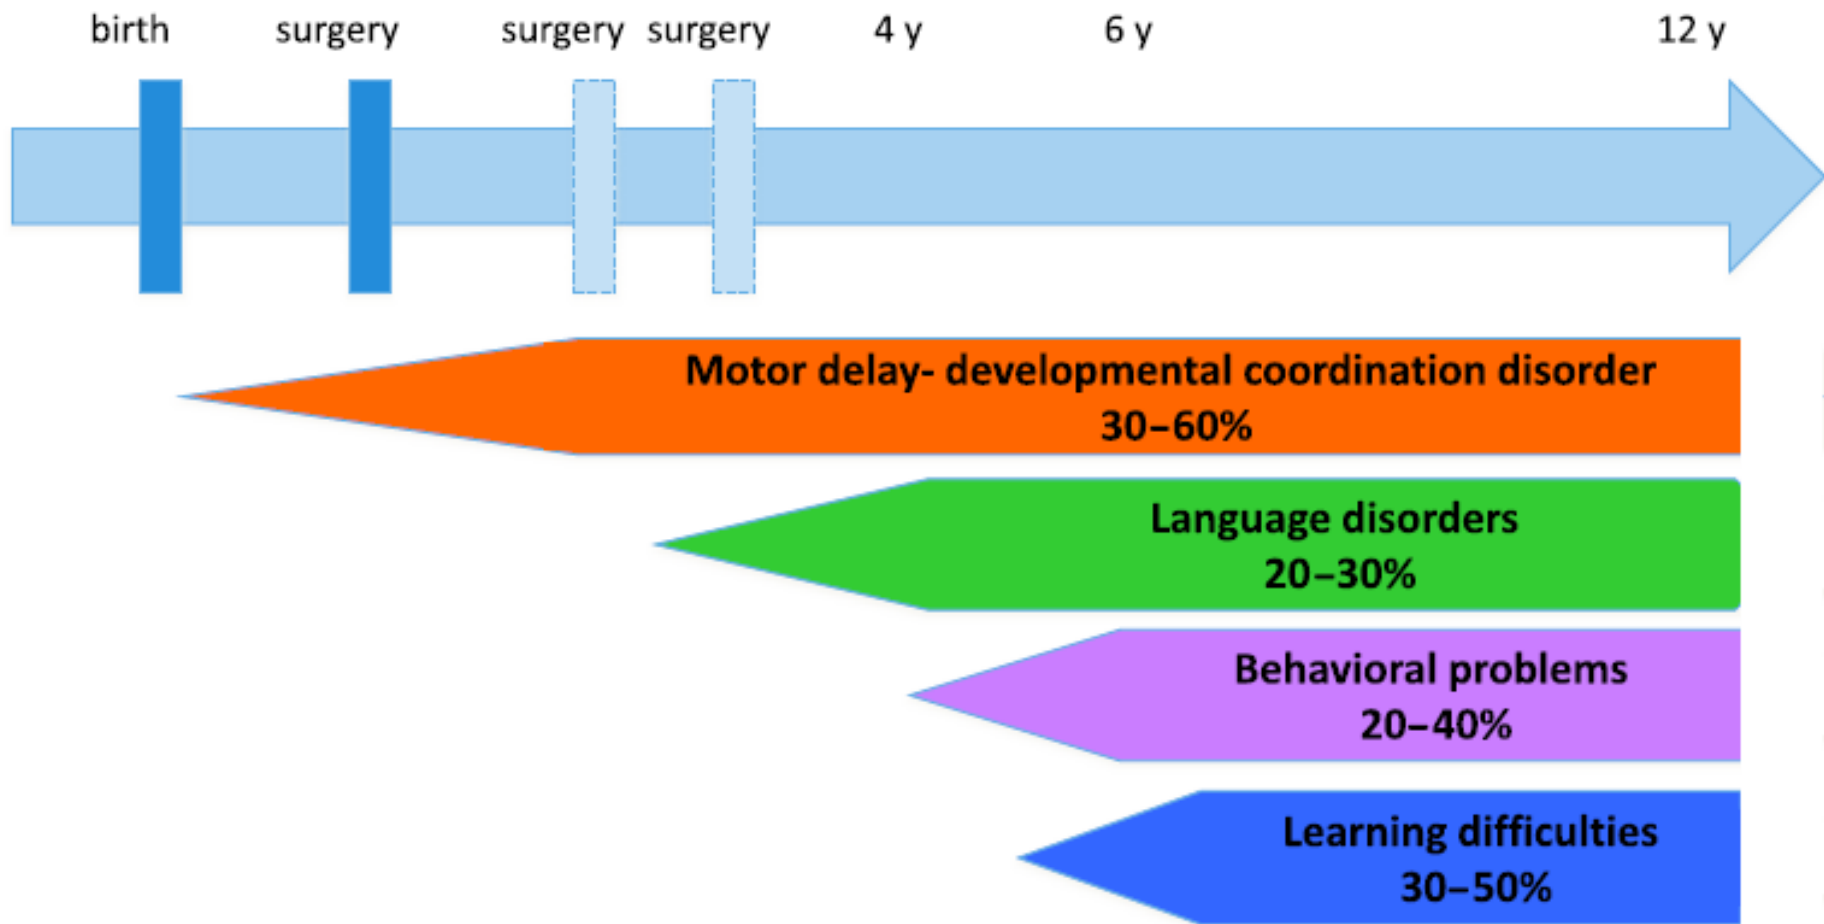 birth surgery surgery surgery 4 y 6 y 12 y
Motor delay- developmental coordination disorder
30–60%
Language disorders
20–30%
Behavioral problems
20–40%
Learning difficulties
30–50%